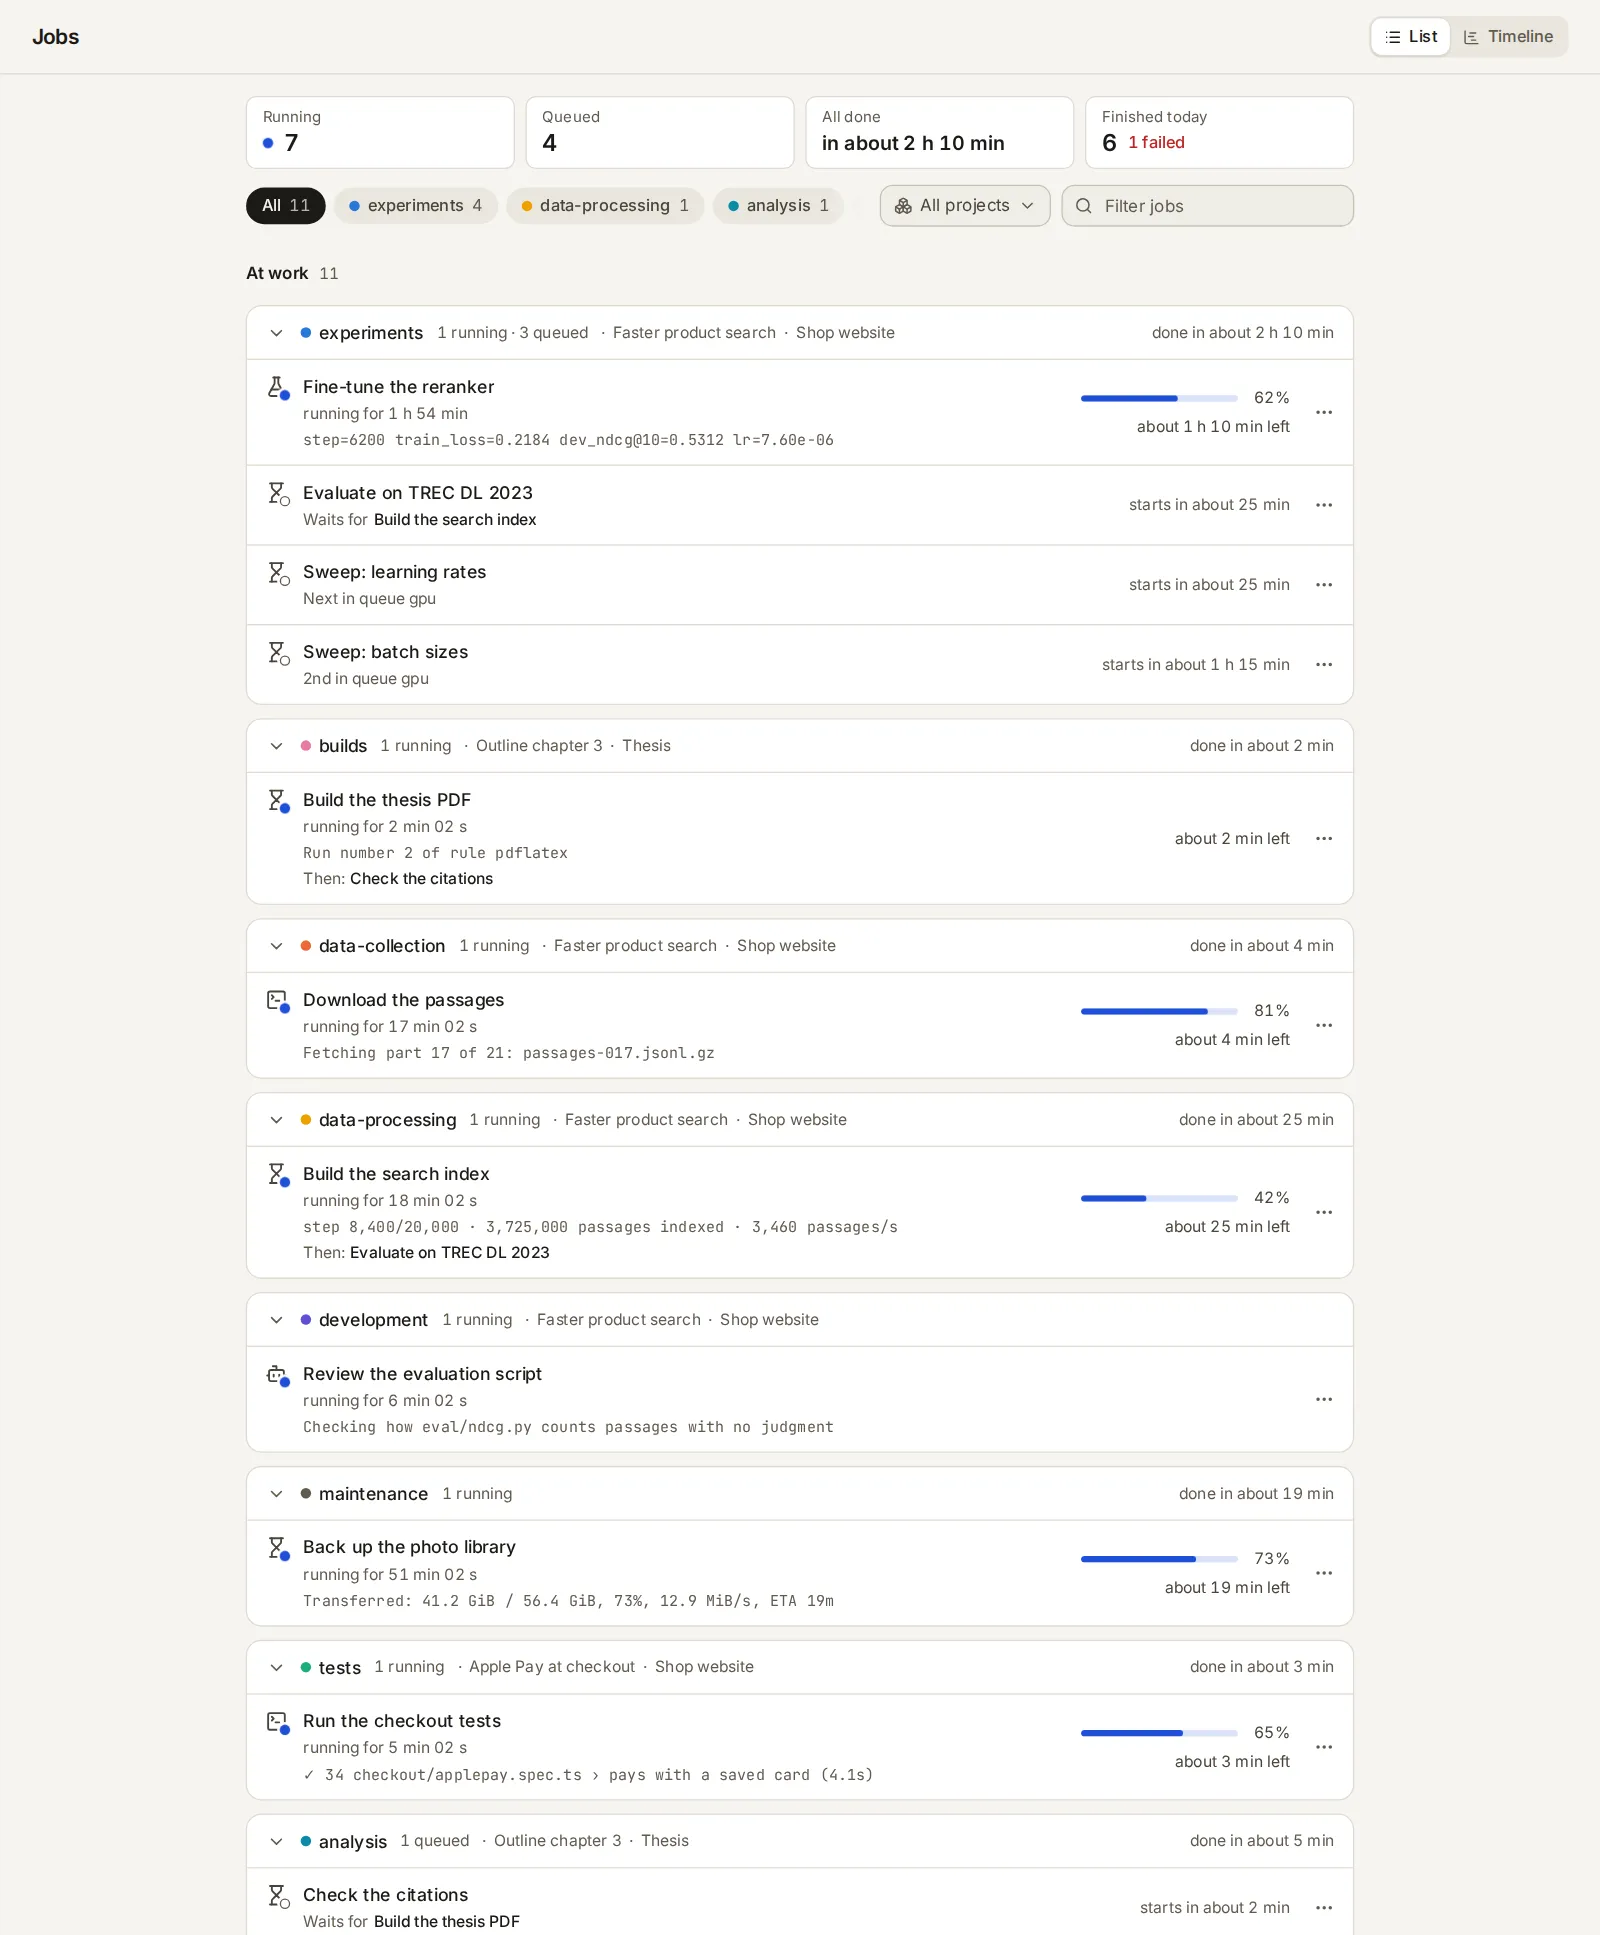 Jobs
List
Timeline
Running
7
Queued
4
All done
in about 2 h 10 min
Finished today
6 1 failed
All 11
experiments 4
data-processing 1
analysis 1
All projects
Filter jobs
At work 11
experiments 1 running · 3 queued · Faster product search · Shop website
done in about 2 h 10 min
Fine-tune the reranker
running for 1 h 54 min
step=6200 train_loss=0.2184 dev_ndcg@10=0.5312 lr=7.60e-06
62%
about 1 h 10 min left
Evaluate on TREC DL 2023
Waits for Build the search index
starts in about 25 min
Sweep: learning rates
Next in queue gpu
starts in about 25 min
Sweep: batch sizes
2nd in queue gpu
starts in about 1 h 15 min
builds 1 running · Outline chapter 3 · Thesis
done in about 2 min
Build the thesis PDF
running for 2 min 02 s
Run number 2 of rule pdflatex
Then: Check the citations
about 2 min left
data-collection 1 running · Faster product search · Shop website
done in about 4 min
Download the passages
running for 17 min 02 s
Fetching part 17 of 21: passages-017.jsonl.gz
81%
about 4 min left
data-processing 1 running · Faster product search · Shop website
done in about 25 min
Build the search index
running for 18 min 02 s
step 8,400/20,000 · 3,725,000 passages indexed · 3,460 passages/s
Then: Evaluate on TREC DL 2023
42%
about 25 min left
development 1 running · Faster product search · Shop website
Review the evaluation script
running for 6 min 02 s
Checking how eval/ndcg.py counts passages with no judgment
maintenance 1 running
done in about 19 min
Back up the photo library
running for 51 min 02 s
Transferred: 41.2 GiB / 56.4 GiB, 73%, 12.9 MiB/s, ETA 19m
73%
about 19 min left
tests 1 running · Apple Pay at checkout · Shop website
done in about 3 min
Run the checkout tests
running for 5 min 02 s
✓ 34 checkout/applepay.spec.ts › pays with a saved card (4.1s)
65%
about 3 min left
analysis 1 queued · Outline chapter 3 · Thesis
done in about 5 min
Check the citations
Waits for Build the thesis PDF
starts in about 2 min